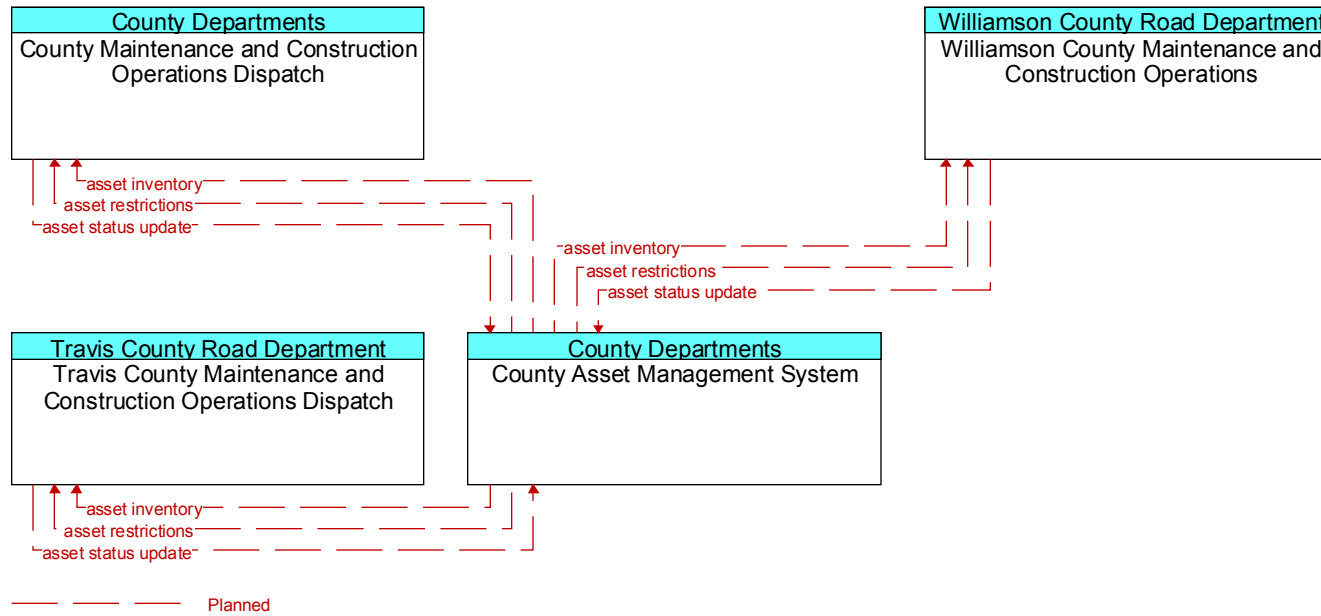 County Departments
County Maintenance and Construction
Operations Dispatch
Williamson County Road Department
Williamson County Maintenance and
Construction Operations
asset inventory
asset restrictions
asset status update
asset inventory
asset restrictions
asset status update
Travis County Road Department
Travis County Maintenance and
Construction Operations Dispatch
County Departments
County Asset Management System
asset inventory
asset restrictions
asset status update
Planned